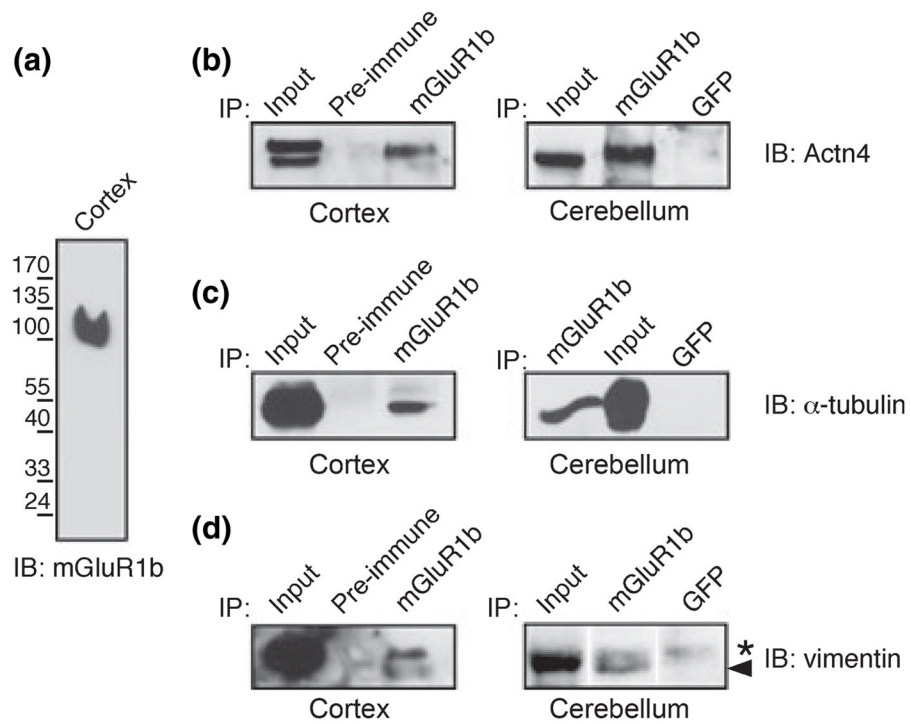 (a)
Cortex
170
135
100
55
40
33
24
IB: mGluR1b
(b)
IP: Input Pre-immune mGluR1b
Cortex
IP: Input mGluR1b GFP
Cerebellum
IB: Actn4
(c)
IP: Input Pre-immune mGluR1b
Cortex
IP: mGluR1b Input GFP
Cerebellum
IB: α-tubulin
(d)
IP: Input Pre-immune mGluR1b
Cortex
IP: Input mGluR1b GFP
Cerebellum
*
IB: vimentin